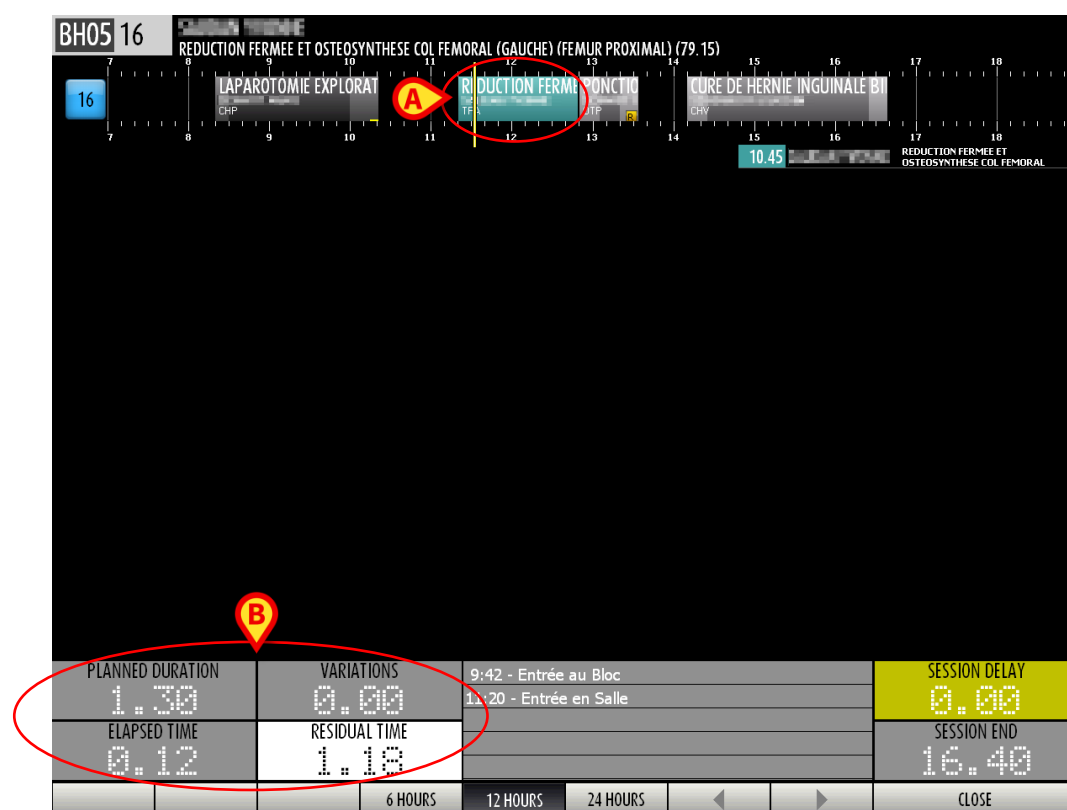 BH05 16
REDUCTION FERMEE ET OSTEOSYNTHESE COL FEMORAL (GAUCHE) (FEMUR PROXIMAL) (79.15)
7 8 9 10 11 12 13 14 15 16 17 18
16
LAPAROTOMIE EXPLORAT
CHP
A
REDUCTION FERME
TFA
PONCTIO
UTP
B
CURE DE HERNIE INGUINALE BI
CHV
7 8 9 10 11 12 13 14 15 16 17 18
10.45
REDUCTION FERMEE ET
OSTEOSYNTHESE COL FEMORAL
B
PLANNED DURATION
1.30
VARIATIONS
0.00
9:42 - Entrée au Bloc
11:20 - Entrée en Salle
SESSION DELAY
0.00
ELAPSED TIME
0.12
RESIDUAL TIME
1.18
SESSION END
16.40
6 HOURS
12 HOURS
24 HOURS
CLOSE